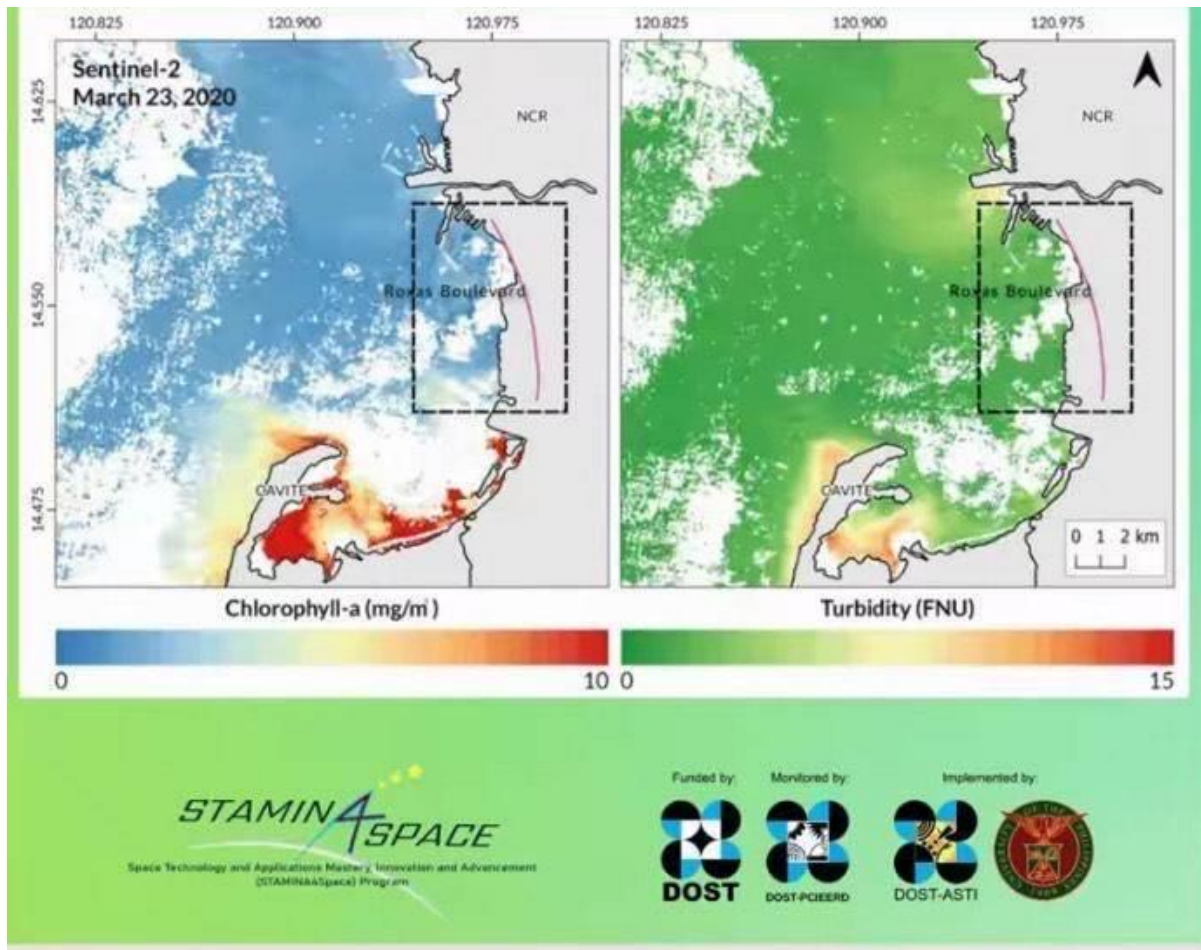 120.825 120.900 120.975 120.825 120.900 120.975
Sentinel-2
March 23, 2020
14.625
NCR
NCR
14.550
Roxas Boulevard
Roxas Boulevard
14.475
CAVITE
CAVITE
0 1 2 km
Chlorophyll-a (mg/m³)
Turbidity (FNU)
0 10 0 15
Funded by: Monitored by: Implemented by:
STAMIN4SPACE
Space Technology and Applications Mastery, Innovation and Advancement
(STAMINA4Space) Program
DOST
DOST-PCIEERD
DOST-ASTI